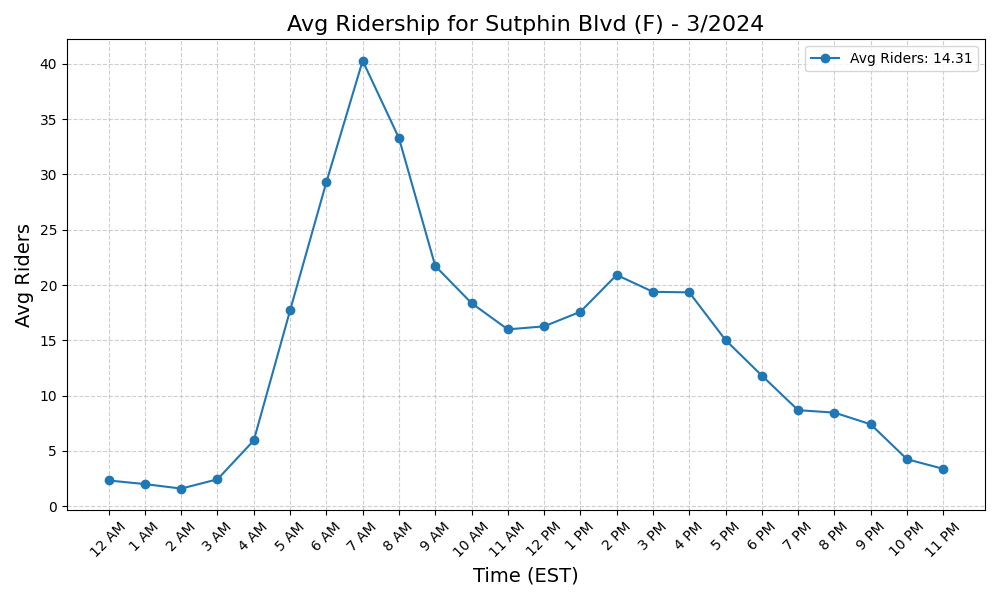 Avg Ridership for Sutphin Blvd (F) - 3/2024
Avg Riders: 14.31
40
35
30
25
20
15
10
5
0
Avg Riders
12 AM
1 AM
2 AM
3 AM
4 AM
5 AM
6 AM
7 AM
8 AM
9 AM
10 AM
11 AM
12 PM
1 PM
2 PM
3 PM
4 PM
5 PM
6 PM
7 PM
8 PM
9 PM
10 PM
11 PM
Time (EST)